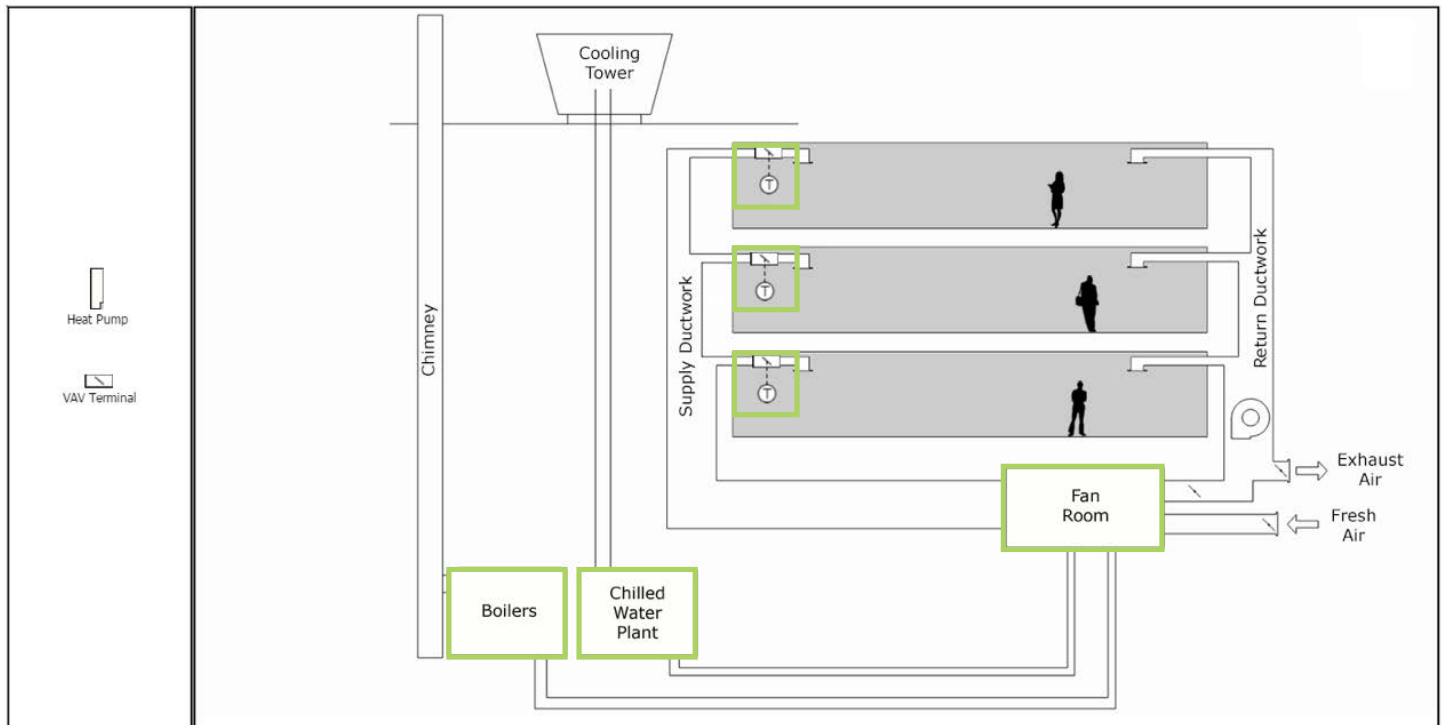 Heat Pump
VAV Terminal
Chimney
Cooling
Tower
Supply Ductwork
T
T
T
Return Ductwork
Exhaust
Air
Fan
Room
Fresh
Air
Boilers
Chilled
Water
Plant